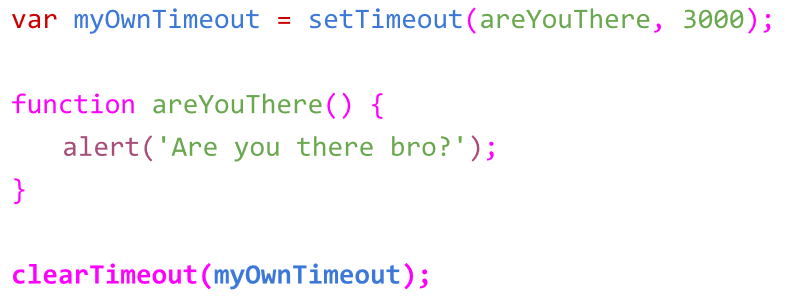 var myOwnTimeout = setTimeout(areYouThere, 3000);
function areYouThere() {
alert('Are you there bro?');
}
clearTimeout(myOwnTimeout);